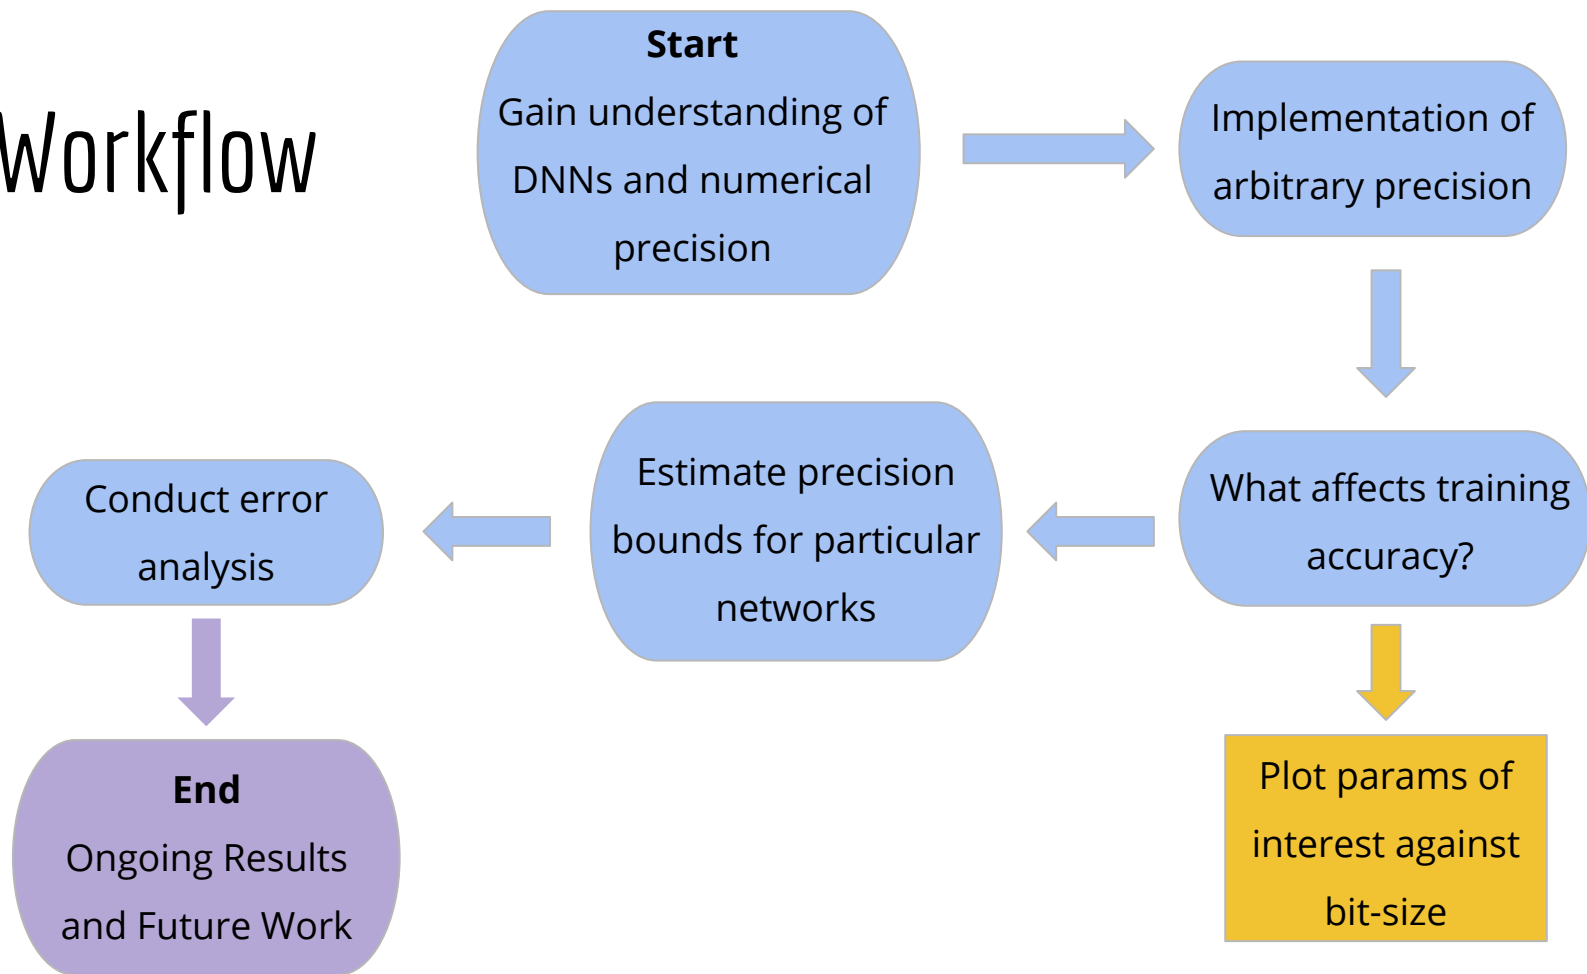 Workflow
Start
Gain understanding of
DNNs and numerical
precision
Implementation of
arbitrary precision
What affects training
accuracy?
Plot params of
interest against
bit-size
Estimate precision
bounds for particular
networks
Conduct error
analysis
End
Ongoing Results
and Future Work